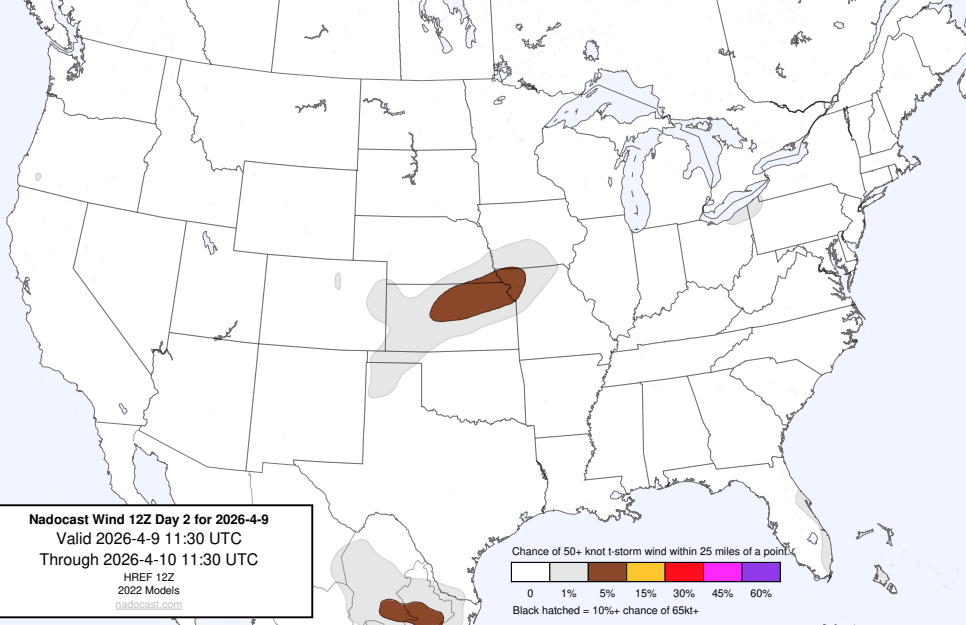 Nadocast Wind 12Z Day 2 for 2026-4-9
Valid 2026-4-9 11:30 UTC
Through 2026-4-10 11:30 UTC
HREF 12Z
2022 Models
nadocast.com
Chance of 50+ knot t-storm wind within 25 miles of a point.
0 1% 5% 15% 30% 45% 60%
Black hatched = 10%+ chance of 65kt+